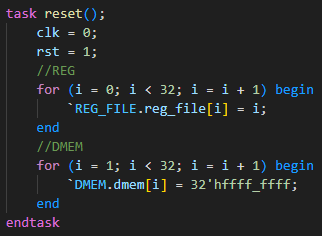 task reset();
    clk = 0;
    rst = 1;
    //REG
    for (i = 0; i < 32; i = i + 1) begin
        `REG_FILE.reg_file[i] = i;
    end
    //DMEM
    for (i = 1; i < 32; i = i + 1) begin
        `DMEM.dmem[i] = 32'hffff_ffff;
    end
endtask